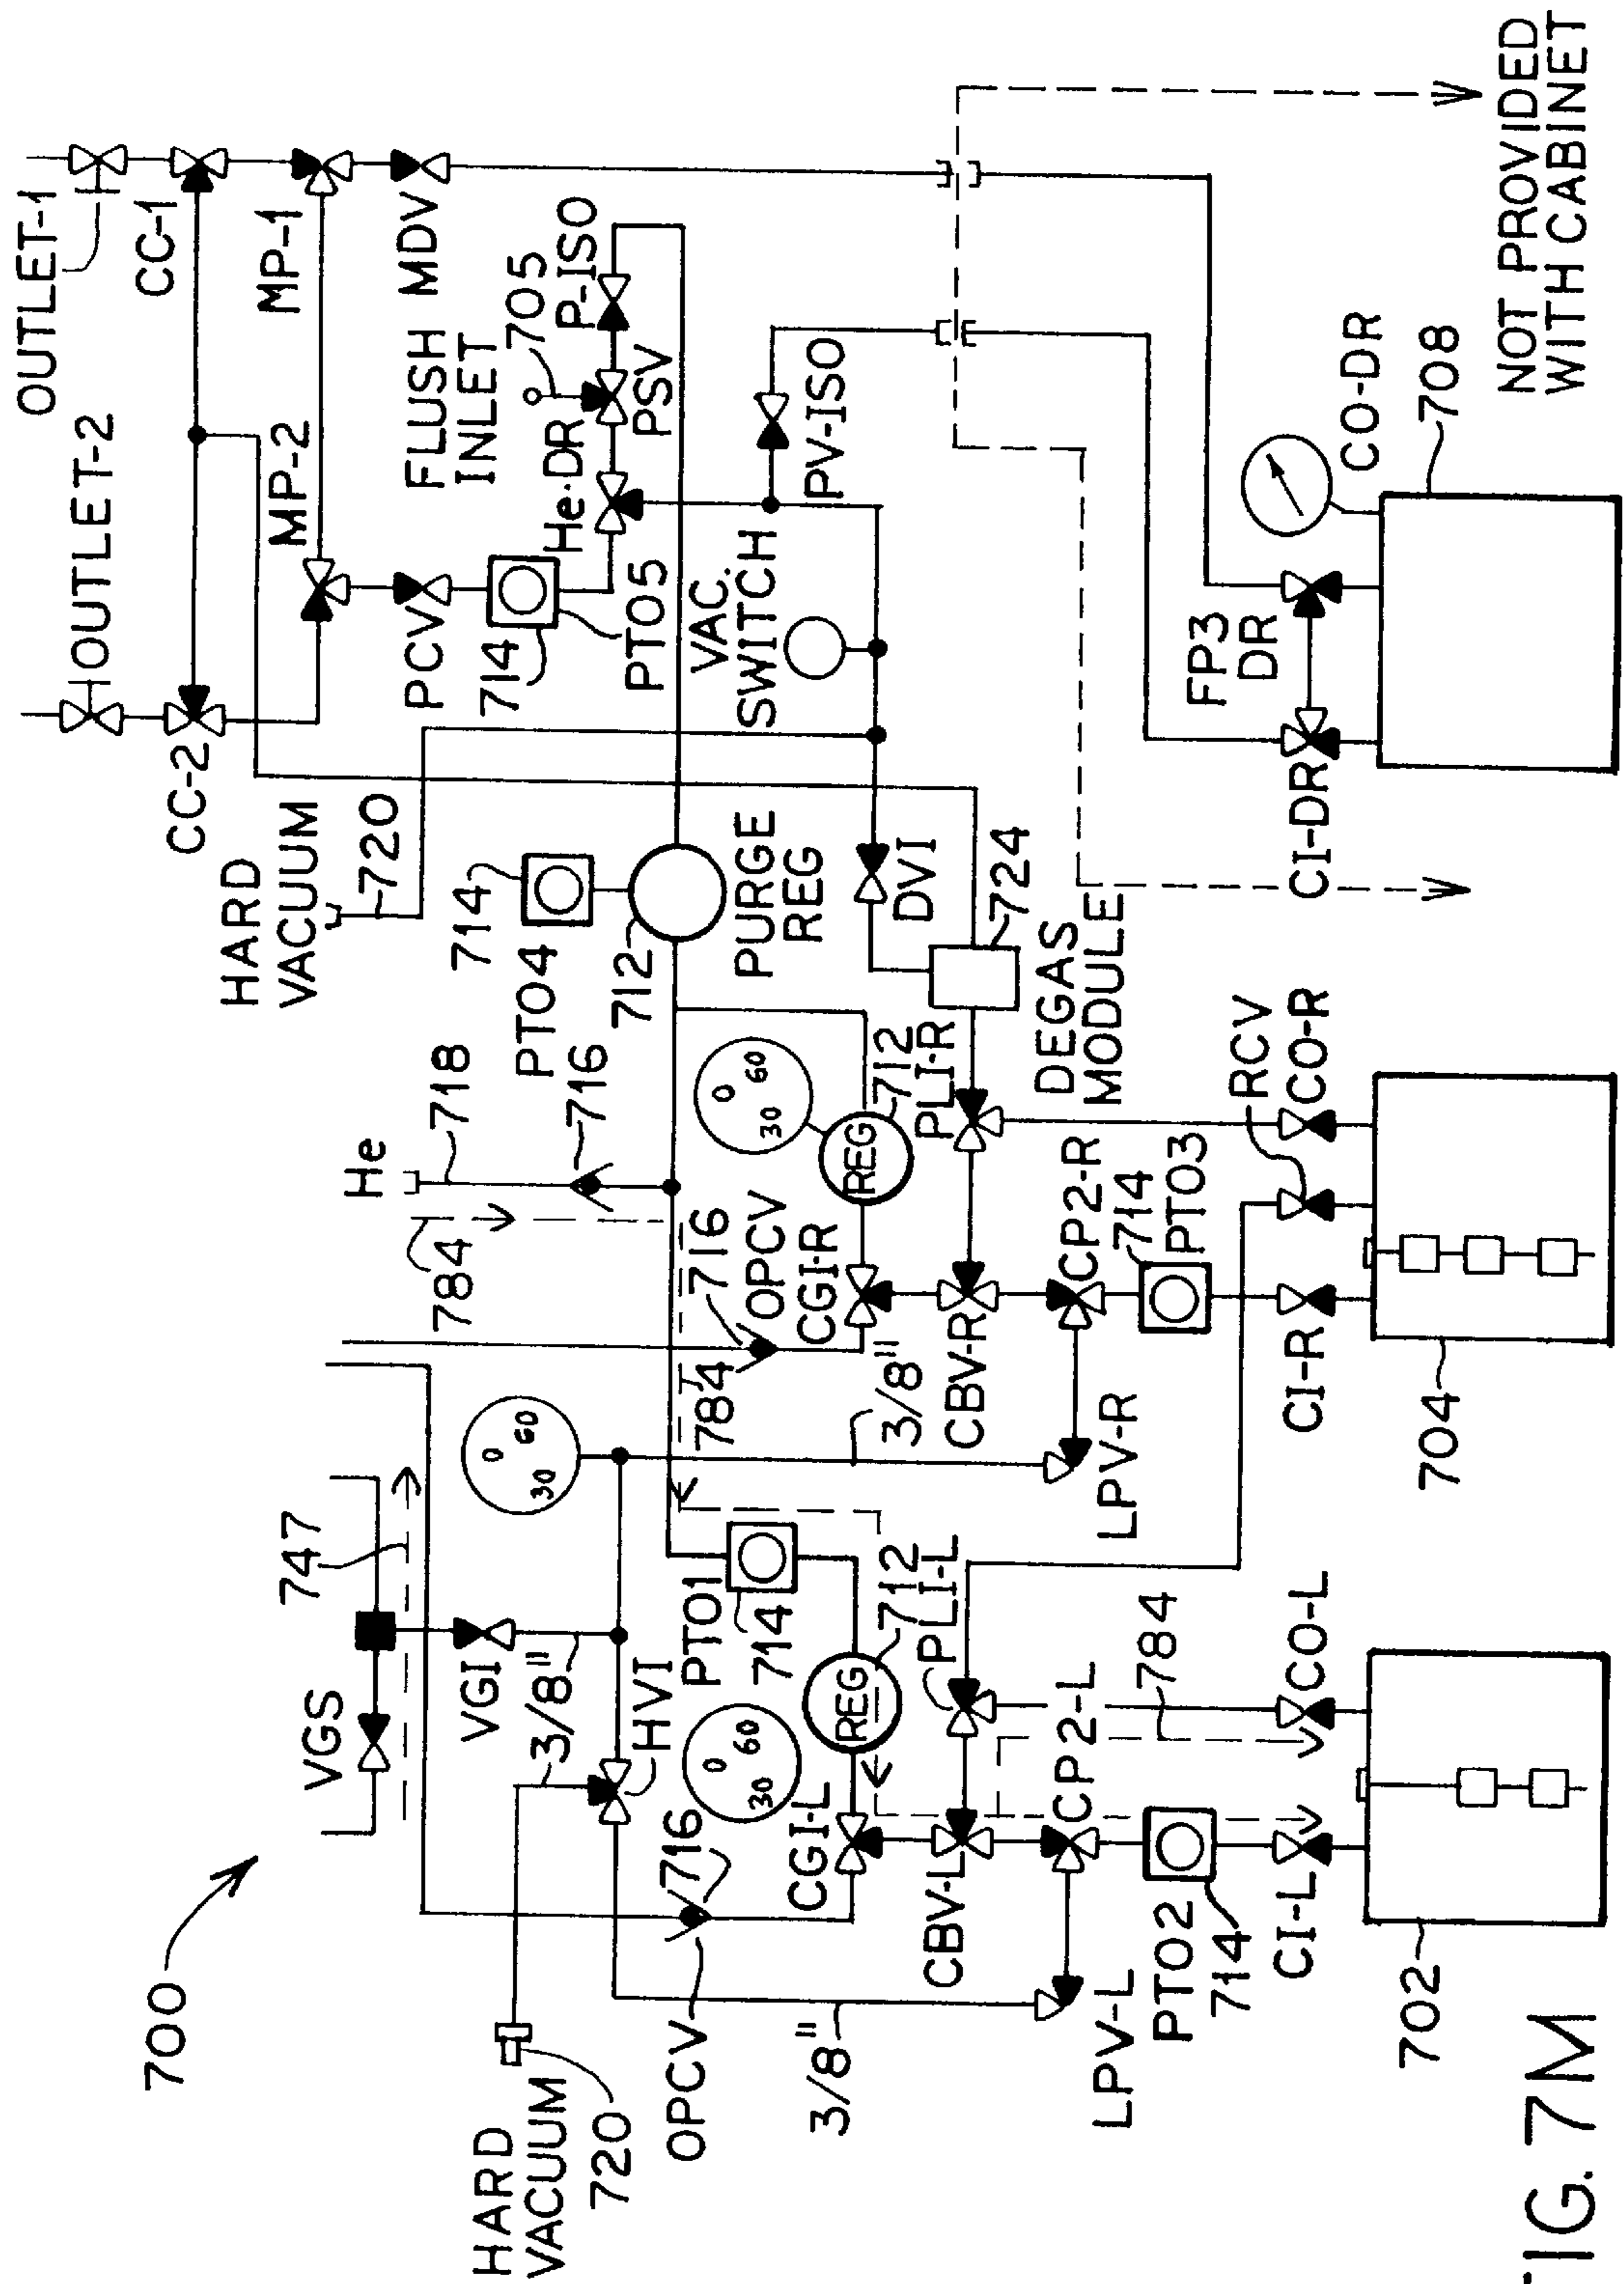 700
OUTLET-1
OUTLET-2
CC-1
CC-2
MP-1
MP-2
MDV
HARD
VACUUM
720
PCV
714
PT05
FLUSH
INLET
705
He·DR
PSV
P-ISO
PV-ISO
VAC.
SWITCH
714
PT04
712
PURGE
REG
DVI
724
DEGAS
MODULE
He
718
716
784
784
716
OPCV
CGI-R
0
30
60
REG
712
PLI-R
3/8"
CBV-R
CP2-R
714
PT03
LPV-R
CI-R
RCV
CO-R
704
747
VGS
VGI
3/8"
HVI
0
30
60
HARD
VACUUM
720
OPCV
716
PT01
714
0
30
60
REG
712
PLI-L
CGI-L
CBV-L
3/8"
LPV-L
CP2-L
784
PT02
714
CI-L
CO-L
702
FP3
DR
CI-DR
CO-DR
708
NOT PROVIDED
WITH CABINET
FIG. 7M